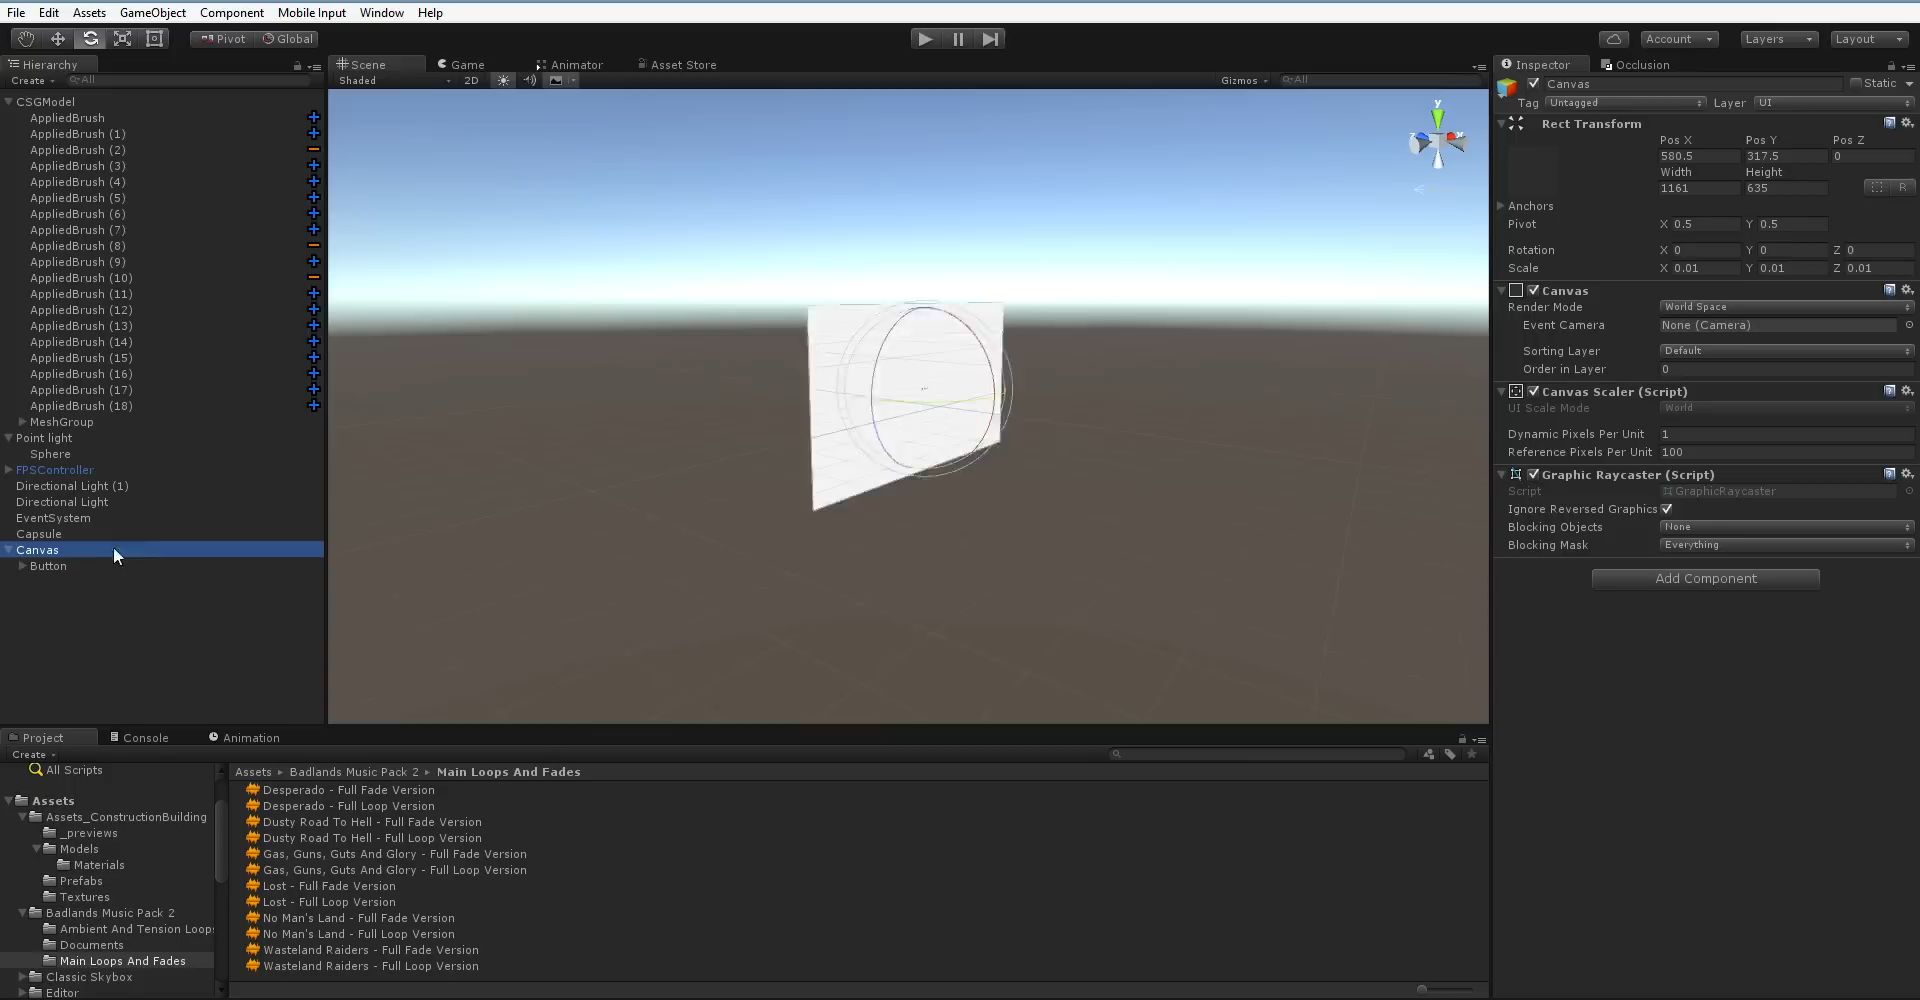 File Edit Assets GameObject Component Mobile Input Window Help
Pivot Global Account Layers Layout
Hierarchy
Create All
CSGModel
AppliedBrush
AppliedBrush (1)
AppliedBrush (2)
AppliedBrush (3)
AppliedBrush (4)
AppliedBrush (5)
AppliedBrush (6)
AppliedBrush (7)
AppliedBrush (8)
AppliedBrush (9)
AppliedBrush (10)
AppliedBrush (11)
AppliedBrush (12)
AppliedBrush (13)
AppliedBrush (14)
AppliedBrush (15)
AppliedBrush (16)
AppliedBrush (17)
AppliedBrush (18)
MeshGroup
Point light
Sphere
FPSController
Directional Light (1)
Directional Light
EventSystem
Capsule
Canvas
Button
Scene Game Animator Asset Store
Shaded 2D Gizmos All
y
z x
Inspector Occlusion
Canvas Static
Tag Untagged Layer UI
Rect Transform
Pos X Pos Y Pos Z
580.5 317.5 0
Width Height
1161 635 R
Anchors
Pivot X 0.5 Y 0.5
Rotation X 0 Y 0 Z 0
Scale X 0.01 Y 0.01 Z 0.01
Canvas
Render Mode World Space
Event Camera None (Camera)
Sorting Layer Default
Order in Layer 0
Canvas Scaler (Script)
UI Scale Mode World
Dynamic Pixels Per Unit 1
Reference Pixels Per Unit 100
Graphic Raycaster (Script)
Script GraphicRaycaster
Ignore Reversed Graphics
Blocking Objects None
Blocking Mask Everything
Add Component
Project Console Animation
Create
All Scripts
Assets
Assets_ConstructionBuilding
_previews
Models
Materials
Prefabs
Textures
Badlands Music Pack 2
Ambient And Tension Loop
Documents
Main Loops And Fades
Classic Skybox
Editor
Assets Badlands Music Pack 2 Main Loops And Fades
Desperado - Full Fade Version
Desperado - Full Loop Version
Dusty Road To Hell - Full Fade Version
Dusty Road To Hell - Full Loop Version
Gas, Guns, Guts And Glory - Full Fade Version
Gas, Guns, Guts And Glory - Full Loop Version
Lost - Full Fade Version
Lost - Full Loop Version
No Man's Land - Full Fade Version
No Man's Land - Full Loop Version
Wasteland Raiders - Full Fade Version
Wasteland Raiders - Full Loop Version